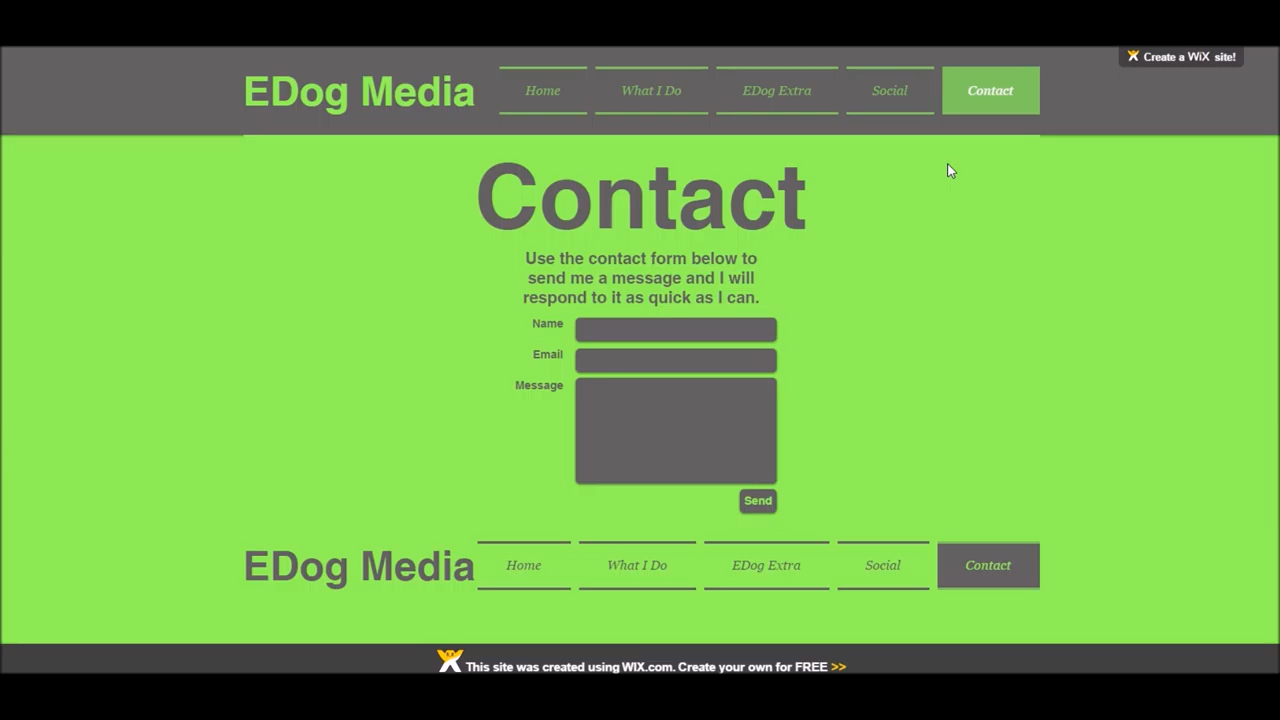 Create a WiX site!
EDog Media
Home
What I Do
EDog Extra
Social
Contact
Contact
Use the contact form below to
send me a message and I will
respond to it as quick as I can.
Name
Email
Message
Send
EDog Media
Home
What I Do
EDog Extra
Social
Contact
This site was created using WIX.com. Create your own for FREE >>